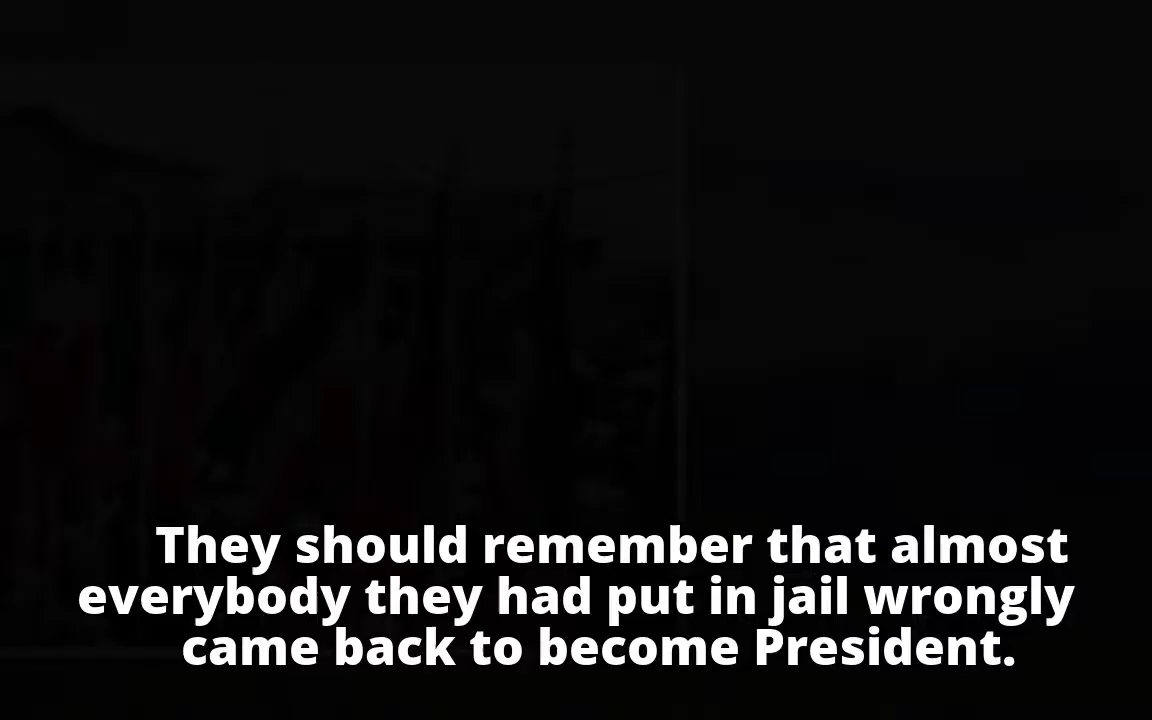 They should remember that almost
everybody they had put in jail wrongly
came back to become President.